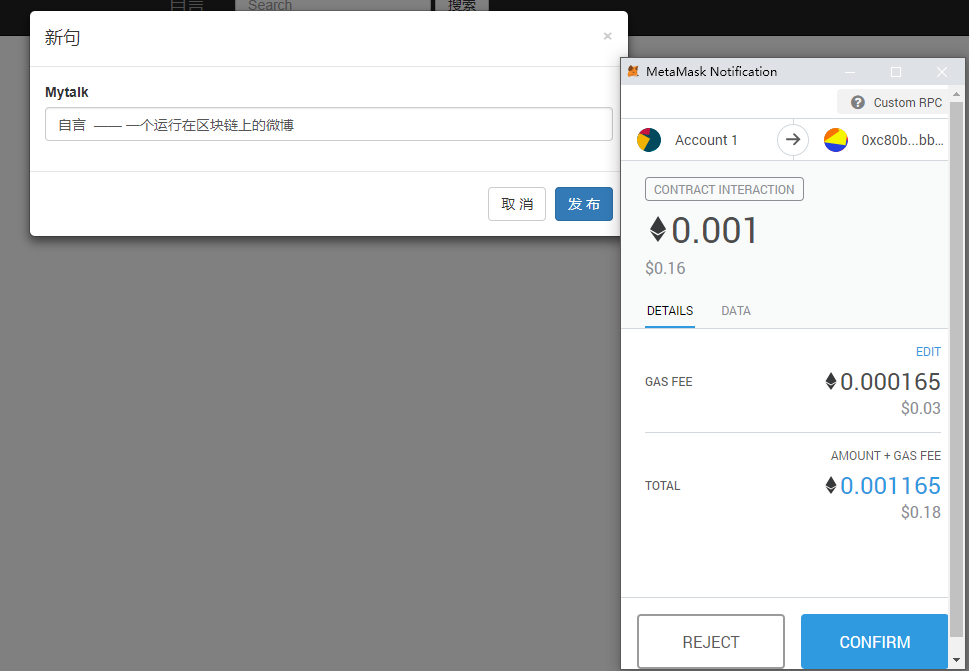 自言 Search 搜索
新句 ×
Mytalk
自言 —— 一个运行在区块链上的微博
取 消 发 布
MetaMask Notification
Custom RPC
Account 1 0xc80b...bb...
CONTRACT INTERACTION
0.001
$0.16
DETAILS DATA
EDIT
GAS FEE 0.000165
$0.03
AMOUNT + GAS FEE
TOTAL 0.001165
$0.18
REJECT CONFIRM